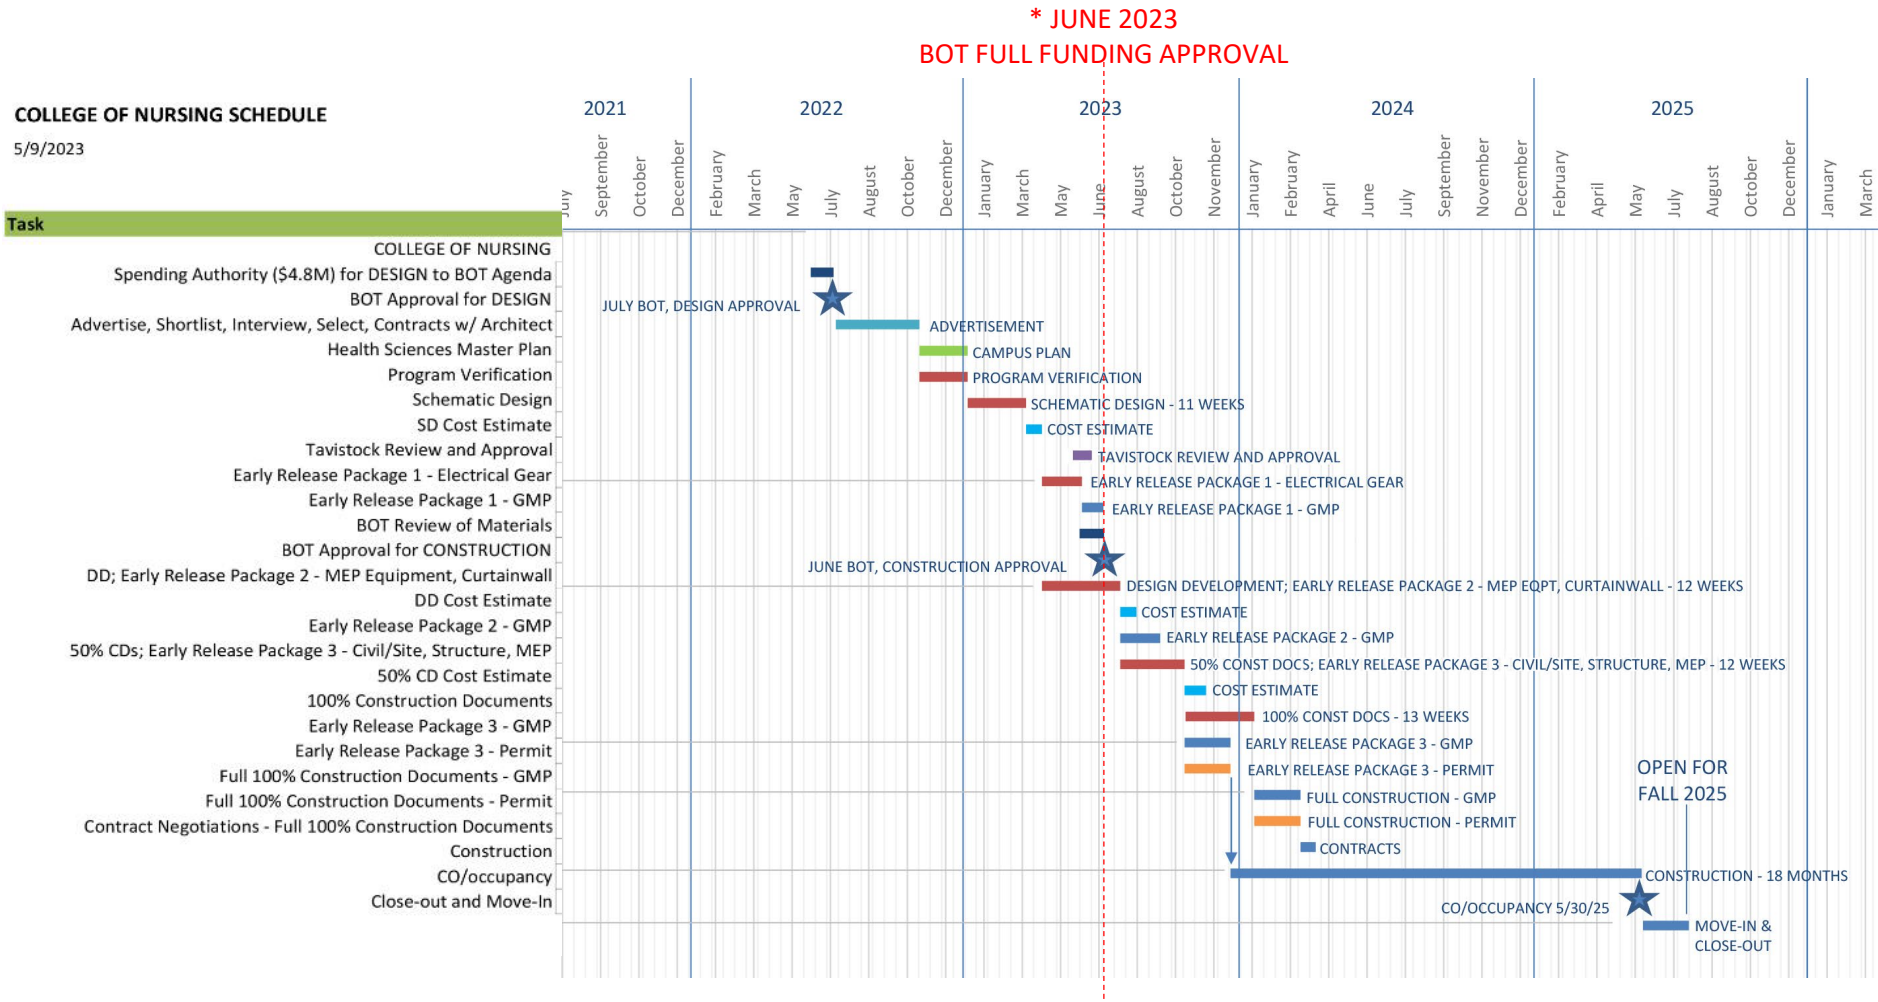 * JUNE 2023
BOT FULL FUNDING APPROVAL
COLLEGE OF NURSING SCHEDULE
5/9/2023
2021 2022 2023 2024 2025
July September October December February March May July August October December January March May June August October November January February April June July September November December February April May July August October December January March
Task
COLLEGE OF NURSING
Spending Authority ($4.8M) for DESIGN to BOT Agenda
BOT Approval for DESIGN
JULY BOT, DESIGN APPROVAL
Advertise, Shortlist, Interview, Select, Contracts w/ Architect
ADVERTISEMENT
Health Sciences Master Plan
CAMPUS PLAN
Program Verification
PROGRAM VERIFICATION
Schematic Design
SCHEMATIC DESIGN - 11 WEEKS
SD Cost Estimate
COST ESTIMATE
Tavistock Review and Approval
TAVISTOCK REVIEW AND APPROVAL
Early Release Package 1 - Electrical Gear
EARLY RELEASE PACKAGE 1 - ELECTRICAL GEAR
Early Release Package 1 - GMP
EARLY RELEASE PACKAGE 1 - GMP
BOT Review of Materials
BOT Approval for CONSTRUCTION
JUNE BOT, CONSTRUCTION APPROVAL
DD; Early Release Package 2 - MEP Equipment, Curtainwall
DESIGN DEVELOPMENT; EARLY RELEASE PACKAGE 2 - MEP EQPT, CURTAINWALL - 12 WEEKS
DD Cost Estimate
COST ESTIMATE
Early Release Package 2 - GMP
EARLY RELEASE PACKAGE 2 - GMP
50% CDs; Early Release Package 3 - Civil/Site, Structure, MEP
50% CONST DOCS; EARLY RELEASE PACKAGE 3 - CIVIL/SITE, STRUCTURE, MEP - 12 WEEKS
50% CD Cost Estimate
COST ESTIMATE
100% Construction Documents
100% CONST DOCS - 13 WEEKS
Early Release Package 3 - GMP
EARLY RELEASE PACKAGE 3 - GMP
Early Release Package 3 - Permit
EARLY RELEASE PACKAGE 3 - PERMIT
OPEN FOR
FALL 2025
Full 100% Construction Documents - GMP
FULL CONSTRUCTION - GMP
Full 100% Construction Documents - Permit
FULL CONSTRUCTION - PERMIT
Contract Negotiations - Full 100% Construction Documents
CONTRACTS
Construction
CONSTRUCTION - 18 MONTHS
CO/occupancy
CO/OCCUPANCY 5/30/25
Close-out and Move-In
MOVE-IN &
CLOSE-OUT